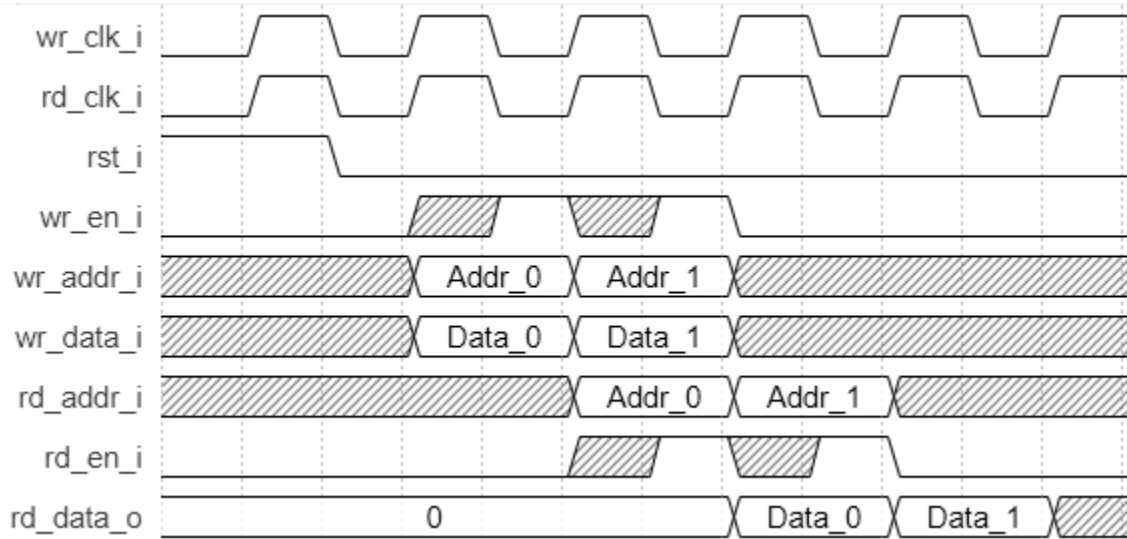 wr_clk_i
rd_clk_i
rst_i
wr_en_i
wr_addr_i Addr_0 Addr_1
wr_data_i Data_0 Data_1
rd_addr_i Addr_0 Addr_1
rd_en_i
rd_data_o 0 Data_0 Data_1